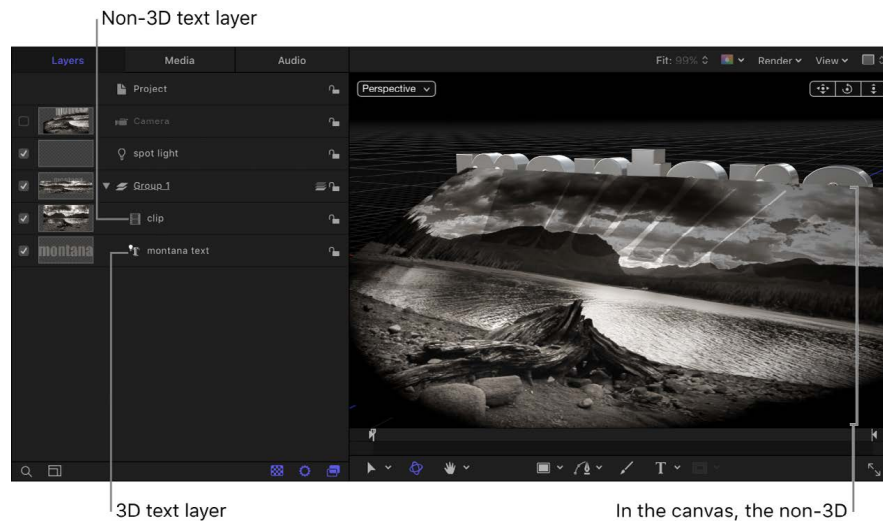 Non-3D text layer
Layers Media Audio Fit: 99% Render View
Project
Perspective
Camera
spot light
Group 1
clip
montana montana text
montana
T
3D text layer In the canvas, the non-3D